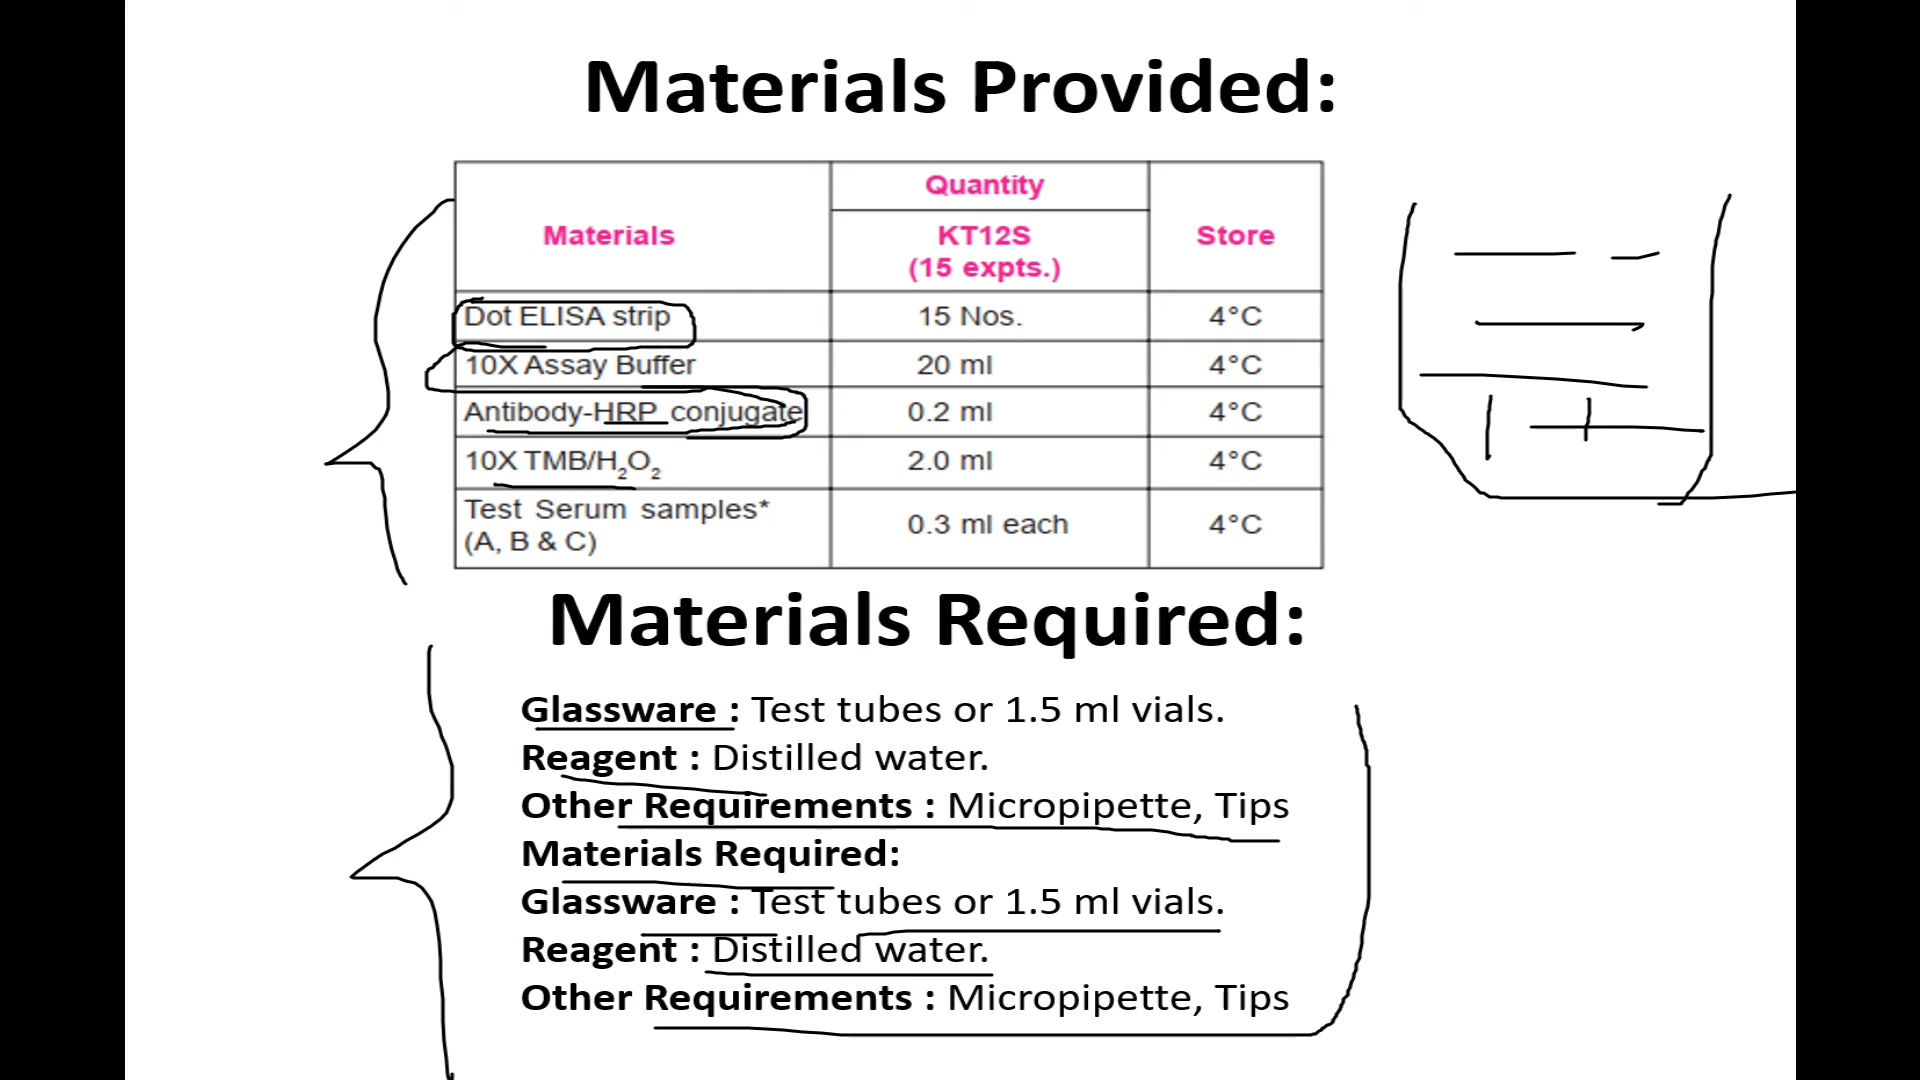 Materials Provided:
Materials Quantity Store
KT12S
(15 expts.)
Dot ELISA strip 15 Nos. 4°C
10X Assay Buffer 20 ml 4°C
Antibody-HRP conjugate 0.2 ml 4°C
10X TMB/H₂O₂ 2.0 ml 4°C
Test Serum samples* 0.3 ml each 4°C
(A, B & C)
Materials Required:
Glassware : Test tubes or 1.5 ml vials.
Reagent : Distilled water.
Other Requirements : Micropipette, Tips
Materials Required:
Glassware : Test tubes or 1.5 ml vials.
Reagent : Distilled water.
Other Requirements : Micropipette, Tips